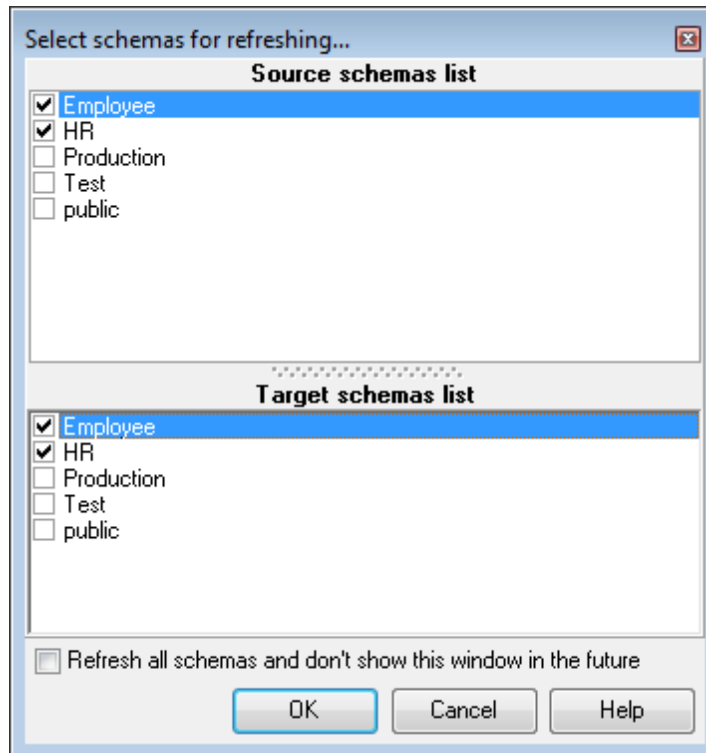 Select schemas for refreshing...
Source schemas list
Employee
HR
Production
Test
public
Target schemas list
Employee
HR
Production
Test
public
Refresh all schemas and don't show this window in the future
OK Cancel Help